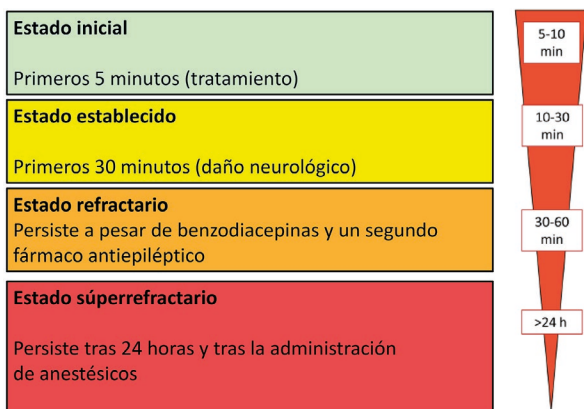 Estado inicial
Primeros 5 minutos (tratamiento)
5-10
min
Estado establecido
Primeros 30 minutos (daño neurológico)
10-30
min
Estado refractario
Persiste a pesar de benzodiacepinas y un segundo
fármaco antiepiléptico
30-60
min
Estado súperrefractario
Persiste tras 24 horas y tras la administración
de anestésicos
>24 h